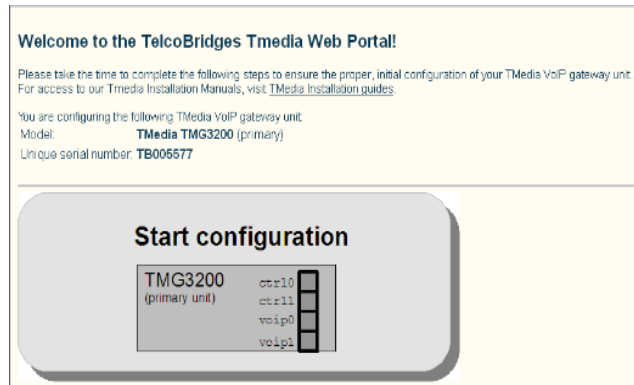 Welcome to the TelcoBridges Tmedia Web Portal!
Please take the time to complete the following steps to ensure the proper, initial configuration of your TMedia VoIP gateway unit.
For access to our Tmedia Installation Manuals, visit TMedia Installation guides.
You are configuring the following TMedia VoIP gateway unit:
Model: TMedia TMG3200 (primary)
Unique serial number: TB005577
Start configuration
TMG3200
(primary unit)
ctrl0
ctrl1
voip0
voip1